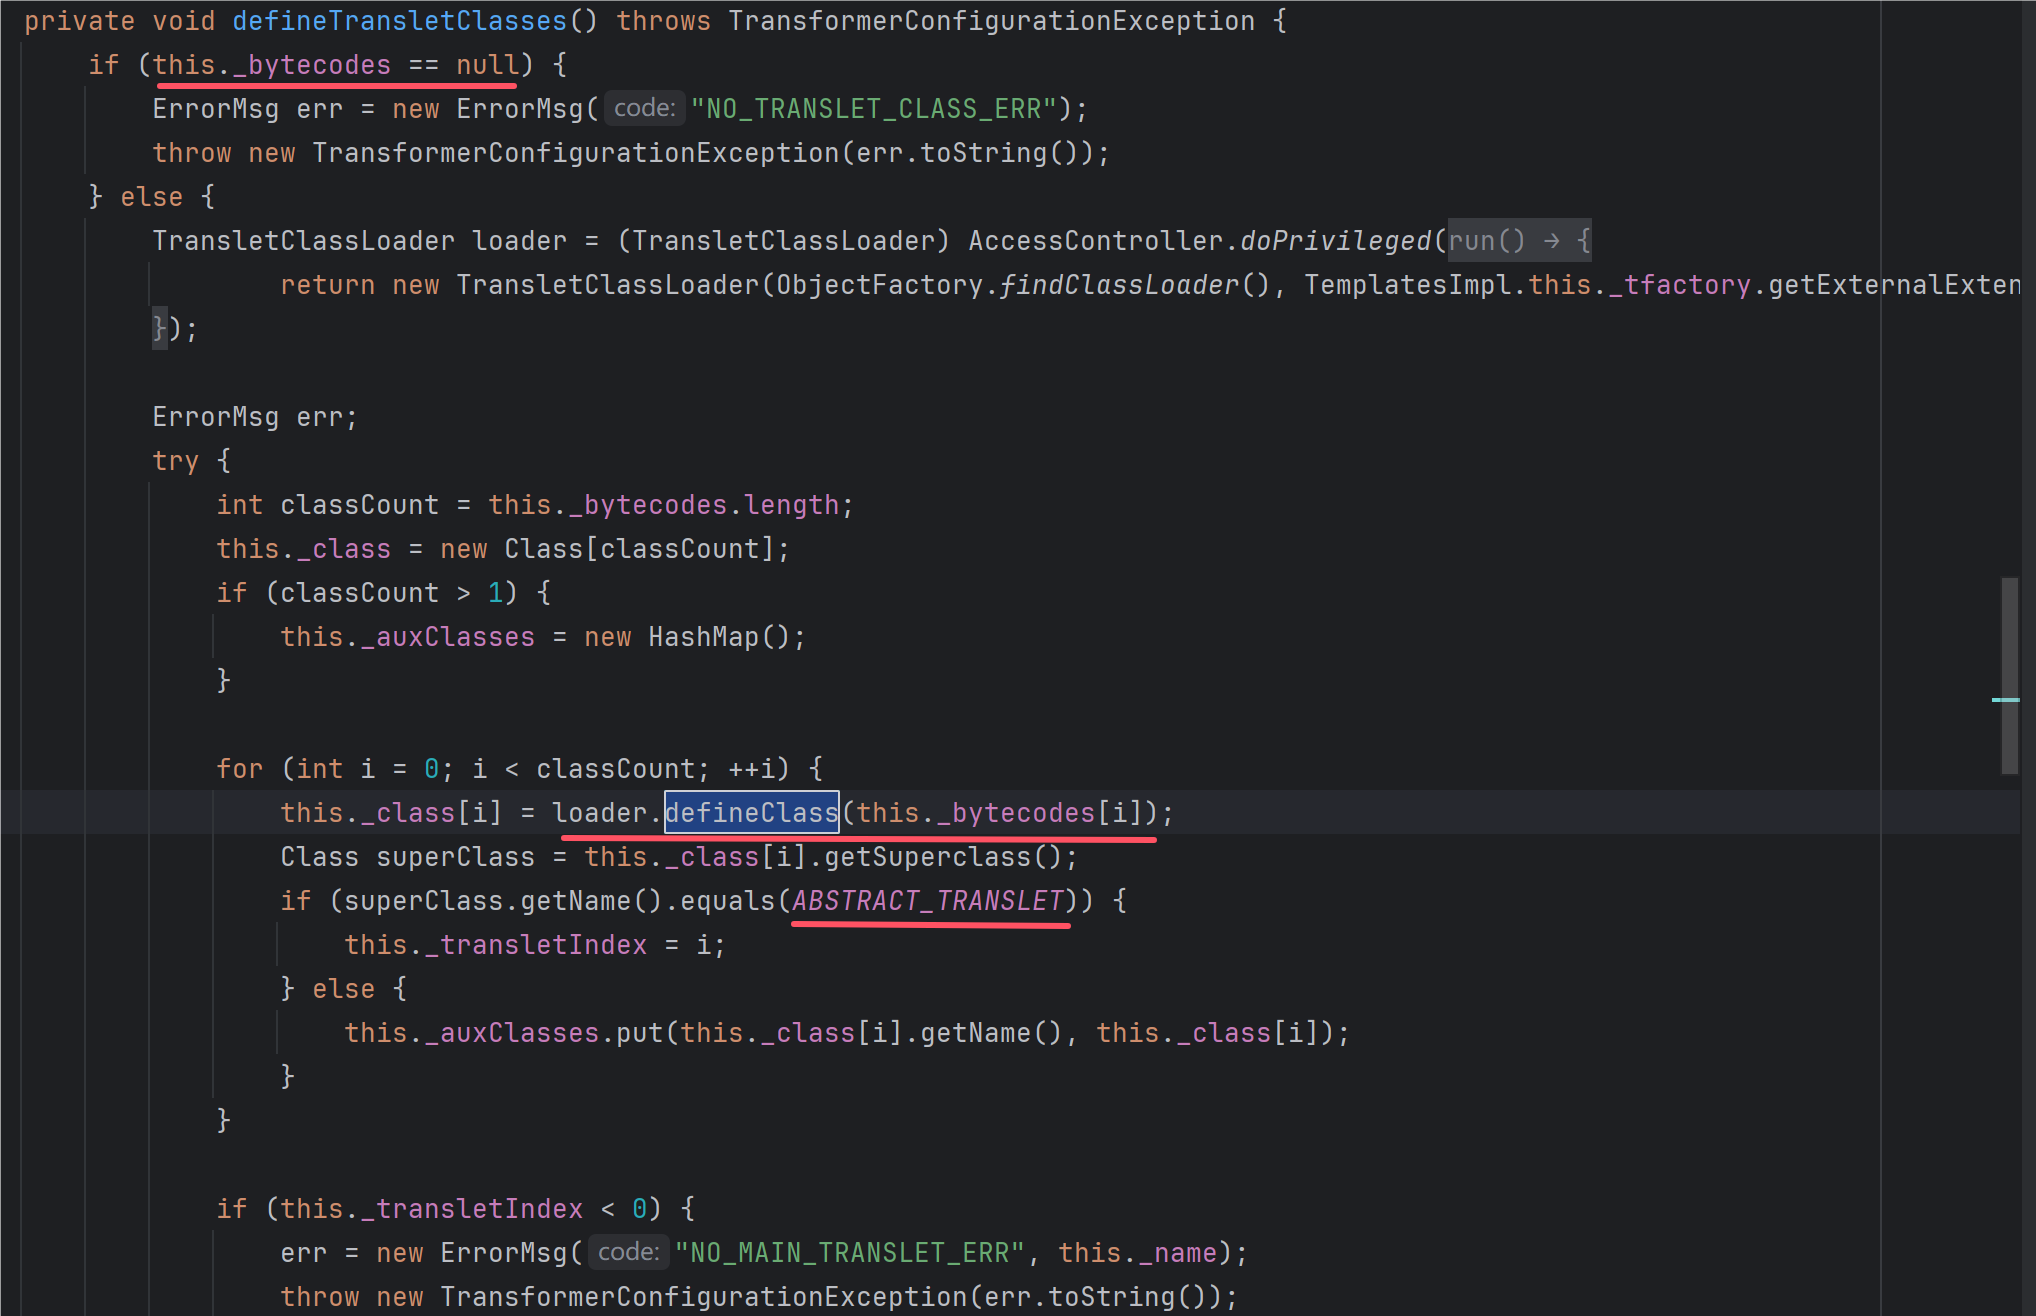 private void defineTransletClasses() throws TransformerConfigurationException {
if (this._bytecodes == null) {
ErrorMsg err = new ErrorMsg( code: "NO_TRANSLET_CLASS_ERR");
throw new TransformerConfigurationException(err.toString());
} else {
TransletClassLoader loader = (TransletClassLoader) AccessController.doPrivileged(run() → {
return new TransletClassLoader(ObjectFactory.findClassLoader(), TemplatesImpl.this._tfactory.getExternalExten
});
ErrorMsg err;
try {
int classCount = this._bytecodes.length;
this._class = new Class[classCount];
if (classCount > 1) {
this._auxClasses = new HashMap();
}
for (int i = 0; i < classCount; ++i) {
this._class[i] = loader.defineClass(this._bytecodes[i]);
Class superClass = this._class[i].getSuperclass();
if (superClass.getName().equals(ABSTRACT_TRANSLET)) {
this._transletIndex = i;
} else {
this._auxClasses.put(this._class[i].getName(), this._class[i]);
}
}
if (this._transletIndex < 0) {
err = new ErrorMsg( code: "NO_MAIN_TRANSLET_ERR", this._name);
throw new TransformerConfigurationException(err.toString());